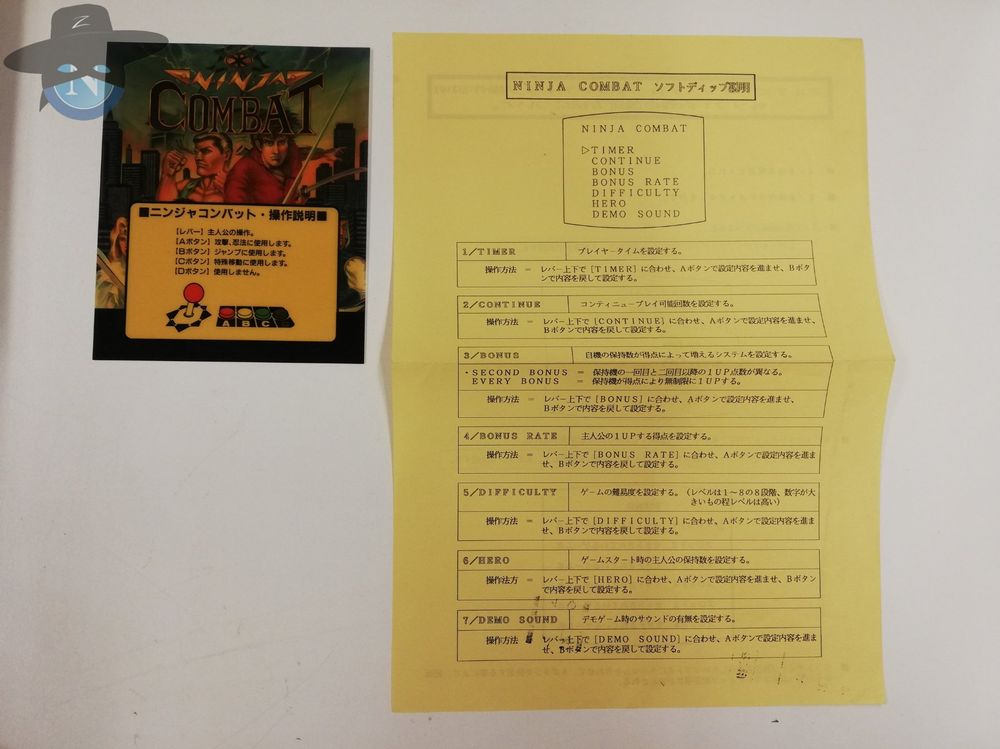 Z
N
NINJA
COMBAT
■ニンジャコンバット・操作説明■
[レバー] 主人公の操作。
[Aボタン] 攻撃、忍法に使用します。
[Bボタン] ジャンプに使用します。
[Cボタン] 特殊移動に使用します。
[Dボタン] 使用しません。
A B C
NINJA COMBAT ソフトディップ説明
NINJA COMBAT
▷TIMER
CONTINUE
BONUS
BONUS RATE
DIFFICULTY
HERO
DEMO SOUND
1/TIMER プレイヤータイムを設定する。
操作方法 = レバー上下で[TIMER]に合わせ、Aボタンで設定内容を進ませ、Bボタ
ンで内容を戻して設定する。
2/CONTINUE コンティニュープレイ可能回数を設定する。
操作方法 = レバー上下で[CONTINUE]に合わせ、Aボタンで設定内容を進ませ、
Bボタンで内容を戻して設定する。
3/BONUS 自機の保持数が得点によって増えるシステムを設定する。
・SECOND BONUS = 保持機の一回目と二回目以降の1UP点数が異なる。
EVERY BONUS = 保持機が得点により無制限に1UPする。
操作方法 = レバー上下で[BONUS]に合わせ、Aボタンで設定内容を進ませ、
Bボタンで内容を戻して設定する。
4/BONUS RATE 主人公の1UPする得点を設定する。
操作方法 = レバー上下で[BONUS RATE]に合わせ、Aボタンで設定内容を進ま
せ、Bボタンで内容を戻して設定する。
5/DIFFICULTY ゲームの難易度を設定する。(レベルは1〜8の8段階、数字が大
きいもの程レベルは高い)
操作方法 = レバー上下で[DIFFICULTY]に合わせ、Aボタンで設定内容を進ま
せ、Bボタンで内容を戻して設定する。
6/HERO ゲームスタート時の主人公の保持数を設定する。
操作法方 = レバー上下で[HERO]に合わせ、Aボタンで設定内容を進ませ、Bボタン
で内容を戻して設定する。
7/DEMO SOUND デモゲーム時のサウンドの有無を設定する。
操作方法 レバー上下で[DEMO SOUND]に合わせ、Aボタンで設定内容を進ま
せ、Bボタンで内容を戻して設定する。